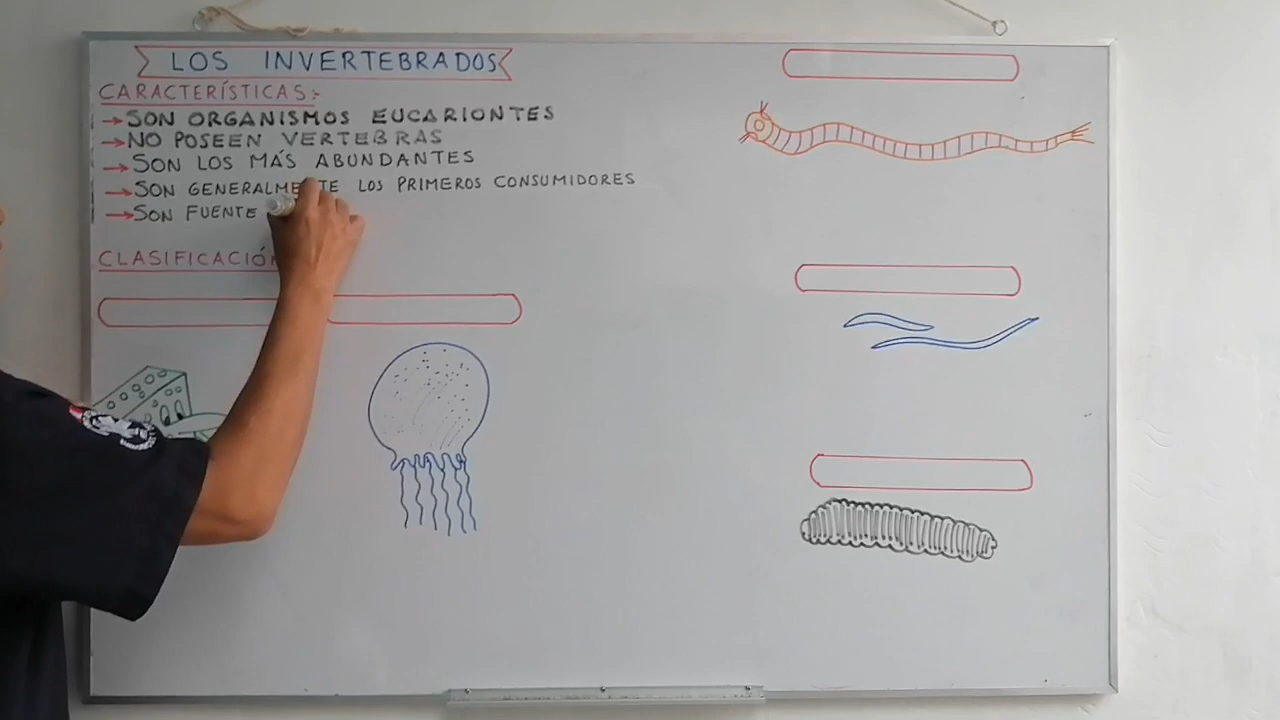 LOS INVERTEBRADOS
CARACTERÍSTICAS:-
→SON ORGANISMOS EUCARIONTES
→NO POSEEN VERTEBRAS
→SON LOS MÁS ABUNDANTES
→SON GENERALMENTE LOS PRIMEROS CONSUMIDORES
→SON FUENTE
CLASIFICACIÓN